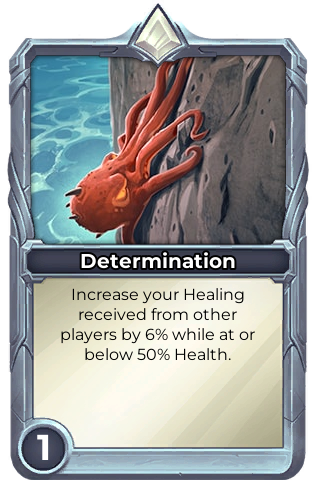 Determination
Increase your Healing
received from other
players by 6% while at or
below 50% Health.
1